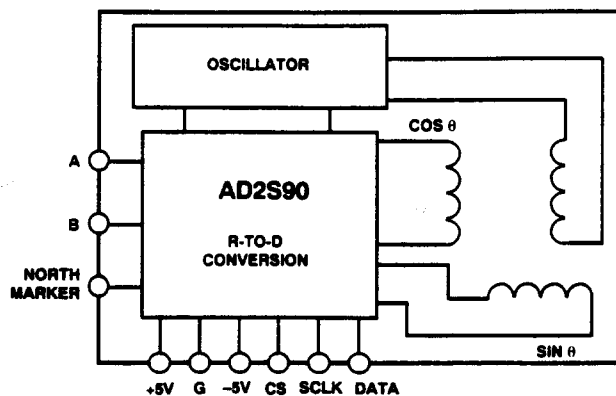 OSCILLATOR
COS θ
A
AD2S90
B
R-TO-D
CONVERSION
NORTH
MARKER
SIN θ
+5V G –5V CS SCLK DATA